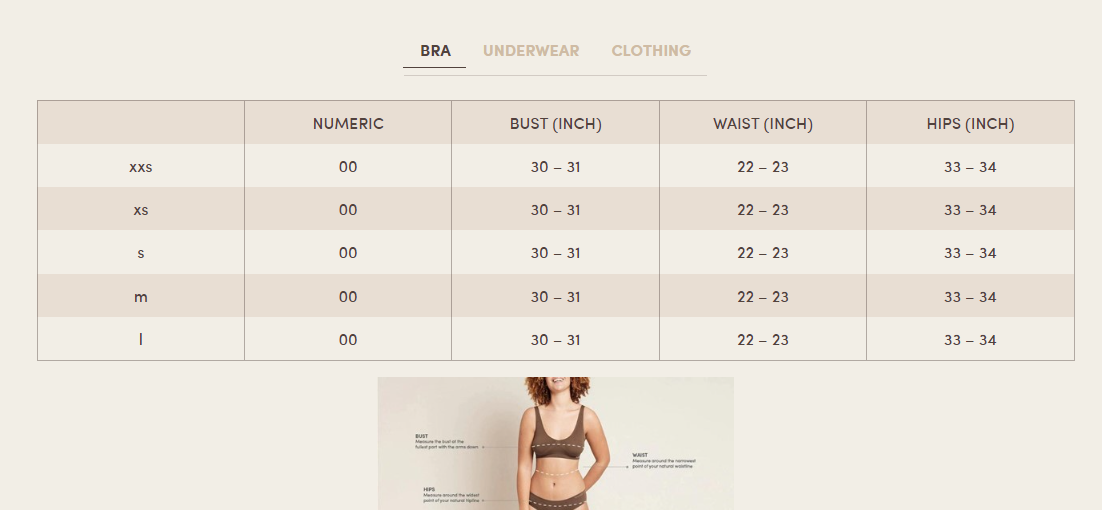 BRA UNDERWEAR CLOTHING
NUMERIC BUST (INCH) WAIST (INCH) HIPS (INCH)
xxs 00 30 – 31 22 – 23 33 – 34
xs 00 30 – 31 22 – 23 33 – 34
s 00 30 – 31 22 – 23 33 – 34
m 00 30 – 31 22 – 23 33 – 34
l 00 30 – 31 22 – 23 33 – 34
BUST
Measure the bust at the
fullest part with the arms down
WAIST
Measure around the narrowest
point of your natural waistline
HIPS
Measure around the widest
point of your natural hipline